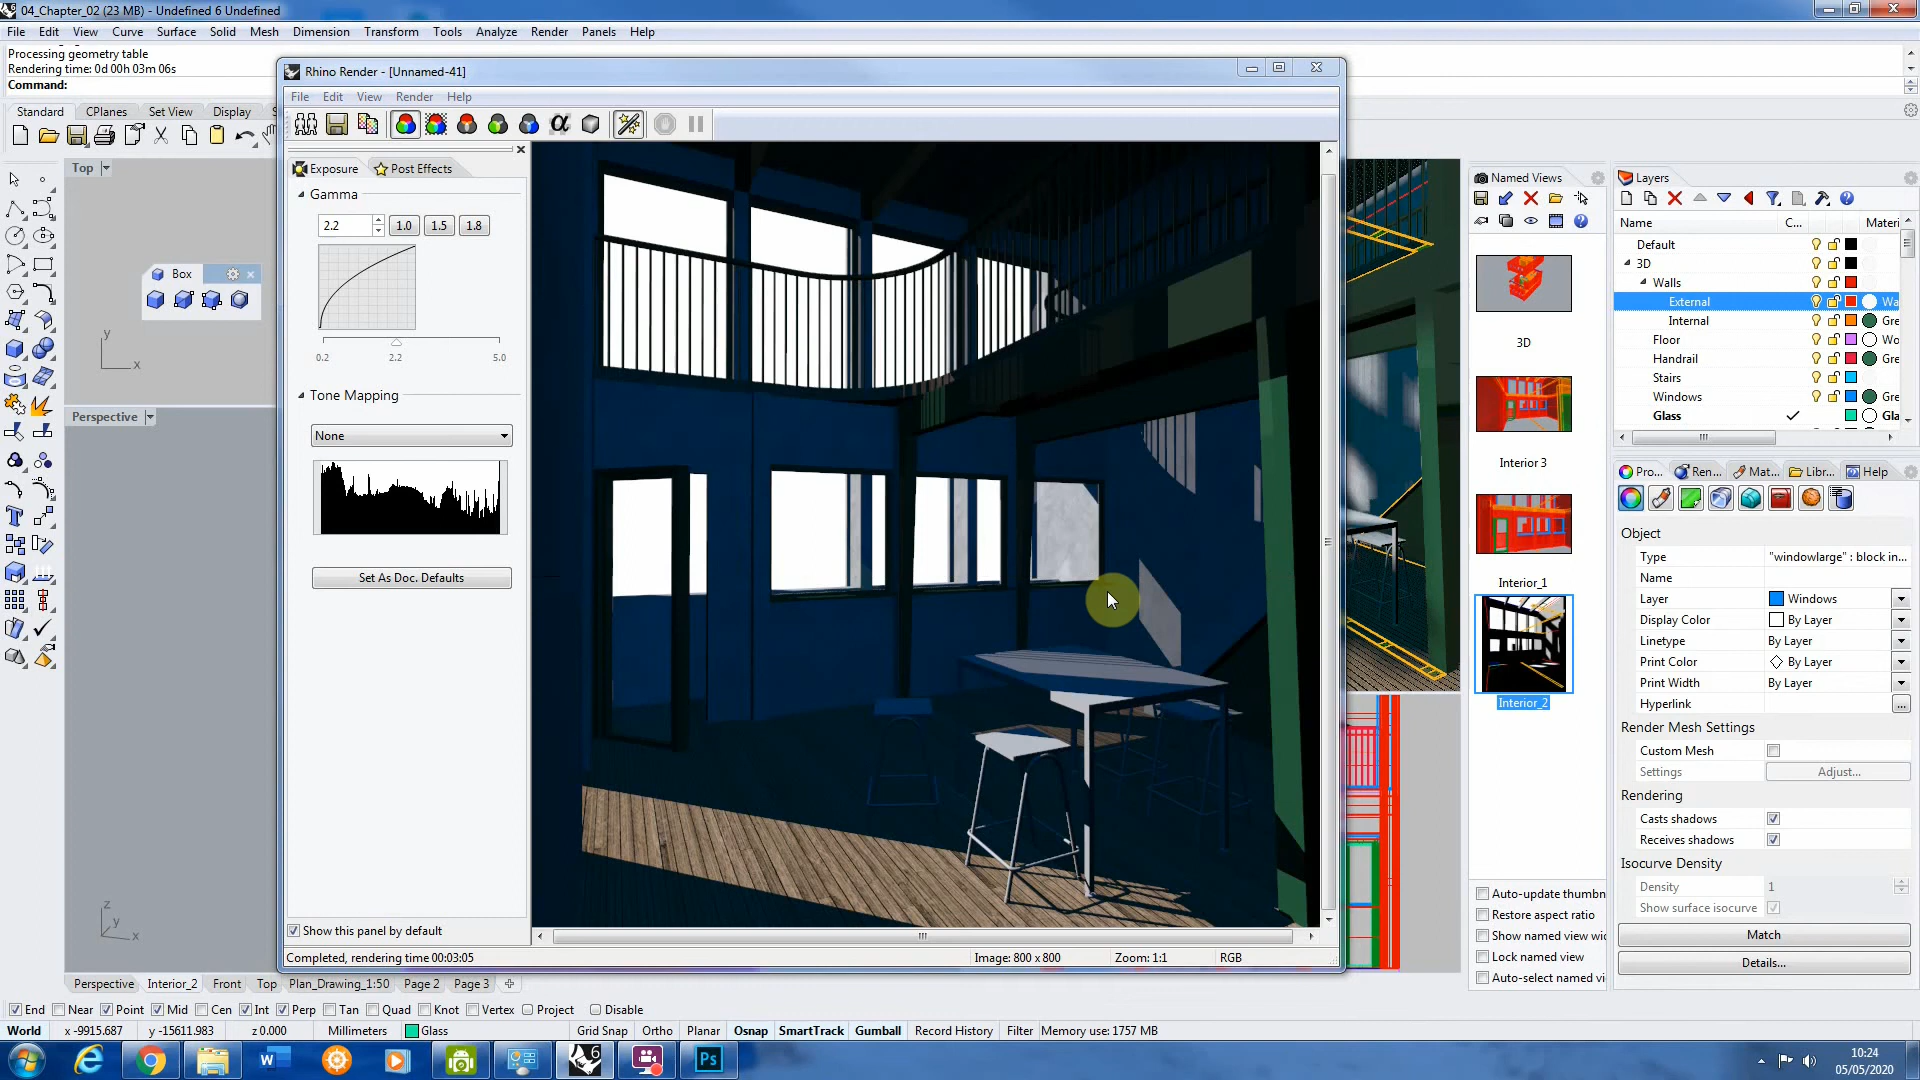 04_Chapter_02 (23 MB) - Undefined 6 Undefined
File Edit View Curve Surface Solid Mesh Dimension Transform Tools Analyze Render Panels Help
Processing geometry table
Rendering time: 0d 00h 03m 06s
Command:
Standard CPlanes Set View Display
Rhino Render - [Unnamed-41]
File Edit View Render Help
Top
Exposure Post Effects
Gamma
2.2 1.0 1.5 1.8
0.2 2.2 5.0
Tone Mapping
None
Set As Doc. Defaults
Show this panel by default
Completed, rendering time 00:03:05 Image: 800 x 800 Zoom: 1:1 RGB
Box
y
x
Perspective
z
y
x
Named Views
3D
Interior 3
Interior_1
Interior_2
Auto-update thumbn
Restore aspect ratio
Show named view wid
Lock named view
Auto-select named vi
Layers
Name C... Materi
Default
3D
Walls
External Wa
Internal Gre
Floor Wo
Handrail Gre
Stairs
Windows Gre
Glass Gla
Pro... Ren... Mat... Libr... Help
Object
Type "windowlarge" : block in...
Name
Layer Windows
Display Color By Layer
Linetype By Layer
Print Color By Layer
Print Width By Layer
Hyperlink ...
Render Mesh Settings
Custom Mesh
Settings Adjust...
Rendering
Casts shadows
Receives shadows
Isocurve Density
Density 1
Show surface isocurve
Match
Details...
Perspective Interior_2 Front Top Plan_Drawing_1:50 Page 2 Page 3
End Near Point Mid Cen Int Perp Tan Quad Knot Vertex Project Disable
World x -9915.687 y -15611.983 z 0.000 Millimeters Glass Grid Snap Ortho Planar Osnap SmartTrack Gumball Record History Filter Memory use: 1757 MB
10:24
05/05/2020